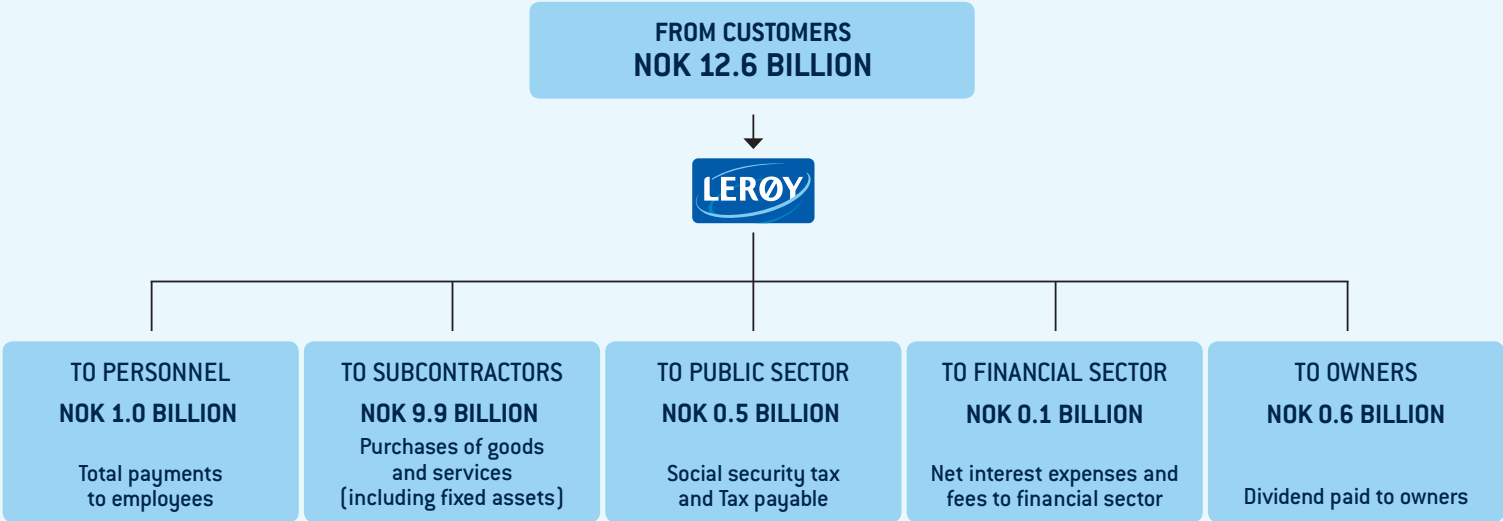 FROM CUSTOMERS
NOK 12.6 BILLION
LERØY
TO PERSONNEL
NOK 1.0 BILLION
Total payments
to employees
TO SUBCONTRACTORS
NOK 9.9 BILLION
Purchases of goods
and services
(including fixed assets)
TO PUBLIC SECTOR
NOK 0.5 BILLION
Social security tax
and Tax payable
TO FINANCIAL SECTOR
NOK 0.1 BILLION
Net interest expenses and
fees to financial sector
TO OWNERS
NOK 0.6 BILLION
Dividend paid to owners